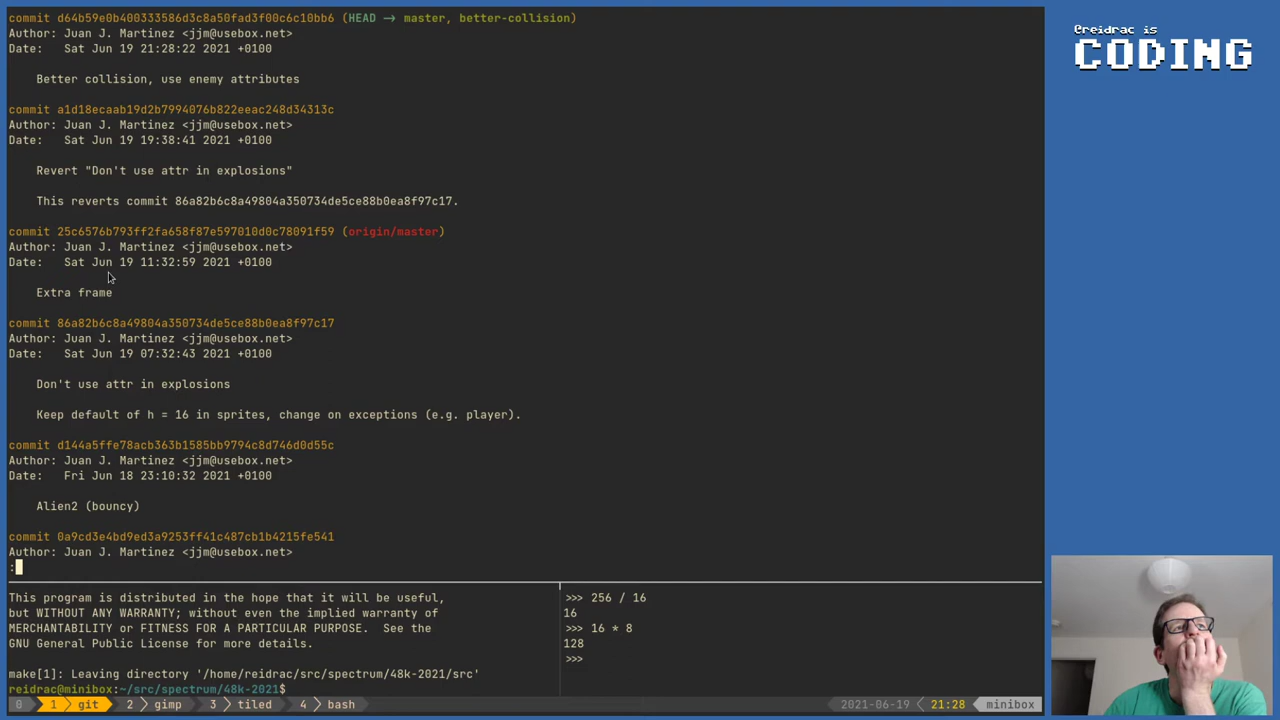 commit d64b59e0b400333586d3c8a50fad3f00c6c10bb6 (HEAD -> master, better-collision)
Author: Juan J. Martinez <jjm@usebox.net>
Date:   Sat Jun 19 21:28:22 2021 +0100
Better collision, use enemy attributes
commit a1d18ecaab19d2b7994076b822eeac248d34313c
Author: Juan J. Martinez <jjm@usebox.net>
Date:   Sat Jun 19 19:38:41 2021 +0100
Revert "Don't use attr in explosions"
This reverts commit 86a82b6c8a49804a350734de5ce88b0ea8f97c17.
commit 25c6576b793ff2fa658f87e597010d0c78091f59 (origin/master)
Author: Juan J. Martinez <jjm@usebox.net>
Date:   Sat Jun 19 11:32:59 2021 +0100
Extra frame
commit 86a82b6c8a49804a350734de5ce88b0ea8f97c17
Author: Juan J. Martinez <jjm@usebox.net>
Date:   Sat Jun 19 07:32:43 2021 +0100
Don't use attr in explosions
Keep default of h = 16 in sprites, change on exceptions (e.g. player).
commit d144a5ffe78acb363b1585bb9794c8d746d0d55c
Author: Juan J. Martinez <jjm@usebox.net>
Date:   Fri Jun 18 23:10:32 2021 +0100
Alien2 (bouncy)
commit 0a9cd3e4bd9ed3a9253ff41c487cb1b4215fe541
Author: Juan J. Martinez <jjm@usebox.net>
:
This program is distributed in the hope that it will be useful,
but WITHOUT ANY WARRANTY; without even the implied warranty of
MERCHANTABILITY or FITNESS FOR A PARTICULAR PURPOSE.  See the
GNU General Public License for more details.
make[1]: Leaving directory '/home/reidrac/src/spectrum/48k-2021/src'
reidrac@minibox:~/src/spectrum/48k-2021$
>>> 256 / 16
16
>>> 16 * 8
128
>>>
0 1 git 2 gimp 3 tiled 4 bash 2021-06-19 21:28 minibox
@reidrac is
CODING